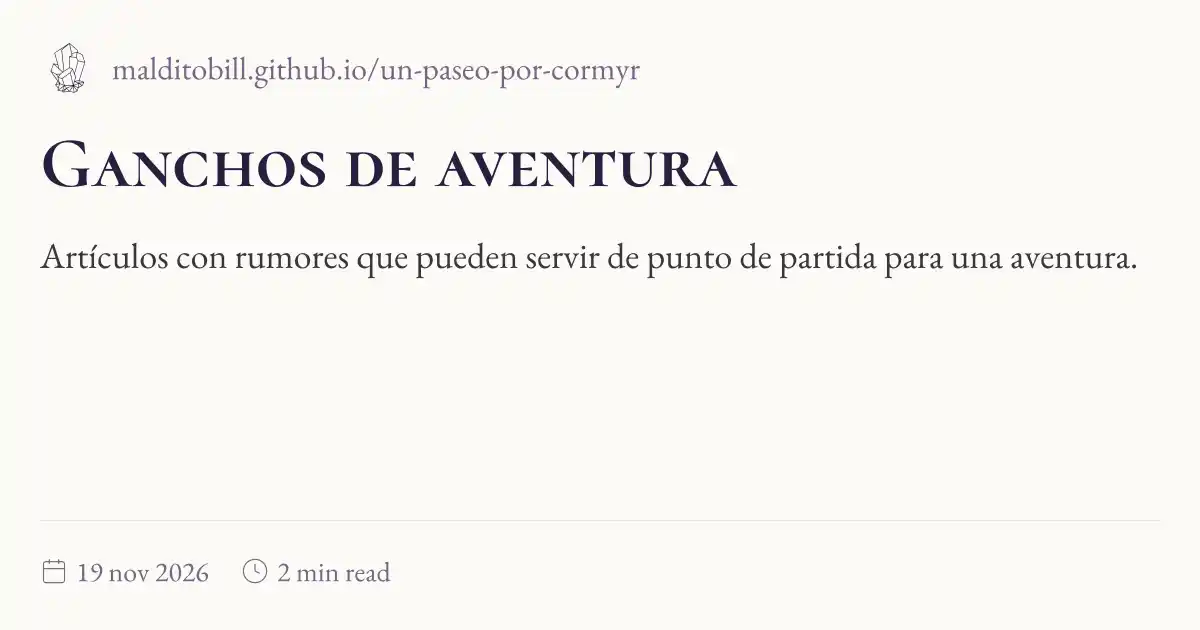 malditobill.github.io/un-paseo-por-cormyr
Ganchos de aventura
Artículos con rumores que pueden servir de punto de partida para una aventura.
19 nov 2026
2 min read